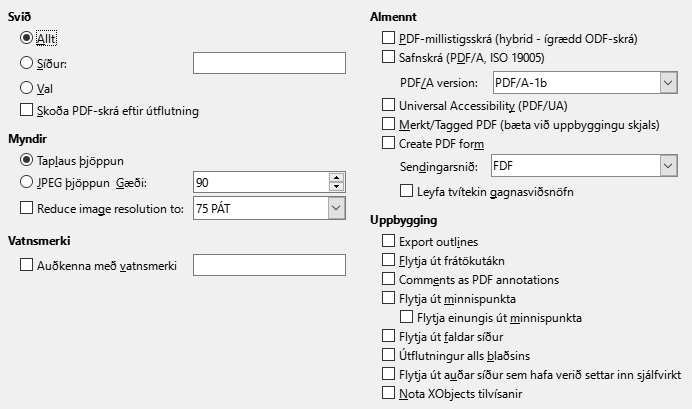 Svið
Allt
Síður:
Val
Skoða PDF-skrá eftir útflutning
Myndir
Taplaus þjöppun
JPEG þjöppun Gæði: 90
Reduce image resolution to: 75 PÁT
Vatnsmerki
Auðkenna með vatnsmerki
Almennt
PDF-millistigsskrá (hybrid - ígrædd ODF-skrá)
Safnskrá (PDF/A, ISO 19005)
PDF/A version: PDF/A-1b
Universal Accessibility (PDF/UA)
Merkt/Tagged PDF (bæta við uppbyggingu skjals)
Create PDF form
Sendingarsnið: FDF
Leyfa tvítekin gagnasviðsnöfn
Uppbygging
Export outlines
Flytja út frátökutákn
Comments as PDF annotations
Flytja út minnispunkta
Flytja einungis út minnispunkta
Flytja út faldar síður
Útflutningur alls blaðsins
Flytja út auðar síður sem hafa verið settar inn sjálfvirkt
Nota XObjects tilvísanir